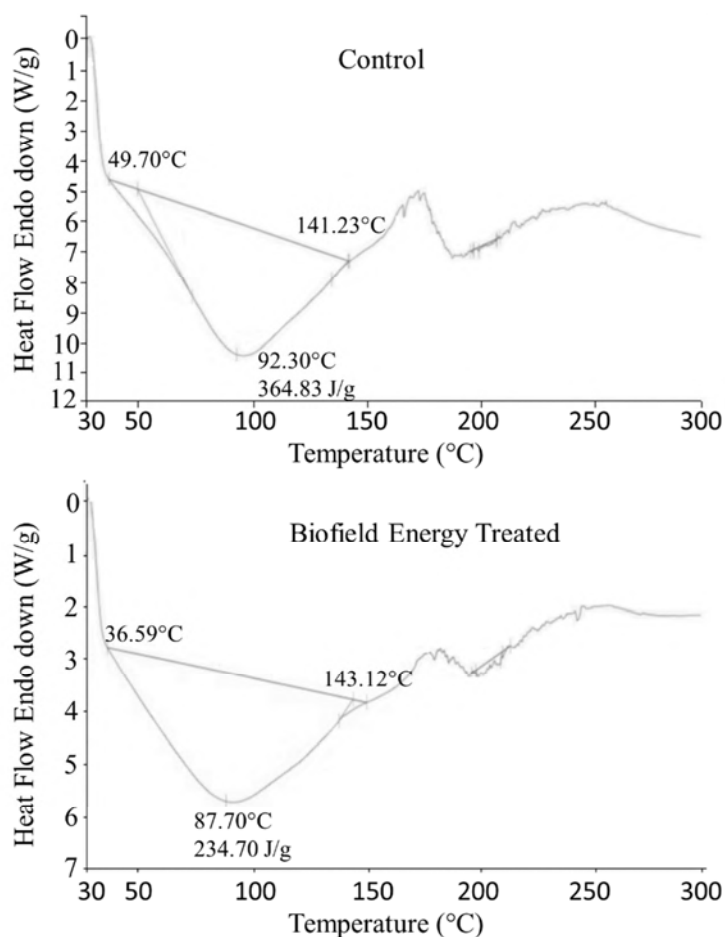 Control
Heat Flow Endo down (W/g)
0
1
2
3
4
5
6
7
8
9
10
11
12
49.70°C
141.23°C
92.30°C
364.83 J/g
30 50 100 150 200 250 300
Temperature (°C)
Biofield Energy Treated
Heat Flow Endo down (W/g)
0
1
2
3
4
5
6
7
36.59°C
143.12°C
87.70°C
234.70 J/g
30 50 100 150 200 250 300
Temperature (°C)